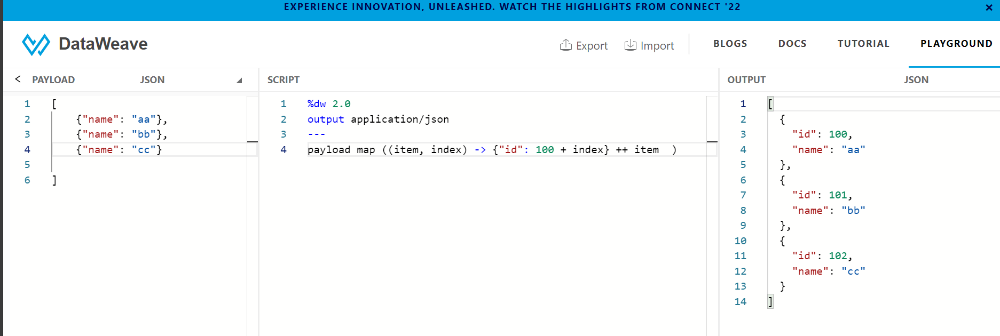 EXPERIENCE INNOVATION, UNLEASHED. WATCH THE HIGHLIGHTS FROM CONNECT '22 ×
DataWeave
Export Import BLOGS DOCS TUTORIAL PLAYGROUND
< PAYLOAD JSON
1 [
2     {"name": "aa"},
3     {"name": "bb"},
4     {"name": "cc"}
5
6 ]
SCRIPT
1 %dw 2.0
2 output application/json
3 ---
4 payload map ((item, index) -> {"id": 100 + index} ++ item  )
OUTPUT JSON
1 [
2   {
3     "id": 100,
4     "name": "aa"
5   },
6   {
7     "id": 101,
8     "name": "bb"
9   },
10   {
11     "id": 102,
12     "name": "cc"
13   }
14 ]